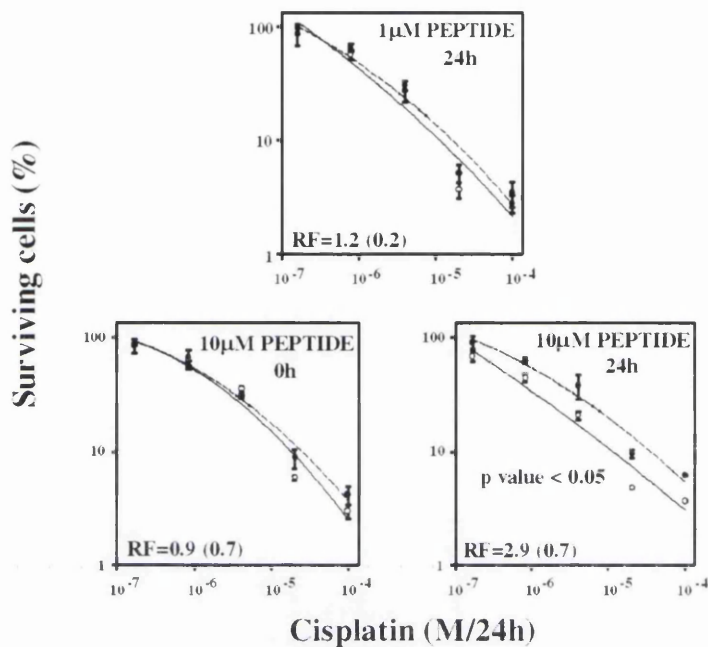 Surviving cells (%)
100
10
1
1μM PEPTIDE
24h
RF=1.2 (0.2)
10⁻⁷ 10⁻⁶ 10⁻⁵ 10⁻⁴
100
10
1
10μM PEPTIDE
0h
RF=0.9 (0.7)
10⁻⁷ 10⁻⁶ 10⁻⁵ 10⁻⁴
100
10
1
10μM PEPTIDE
24h
p value < 0.05
RF=2.9 (0.7)
10⁻⁷ 10⁻⁶ 10⁻⁵ 10⁻⁴
Cisplatin (M/24h)